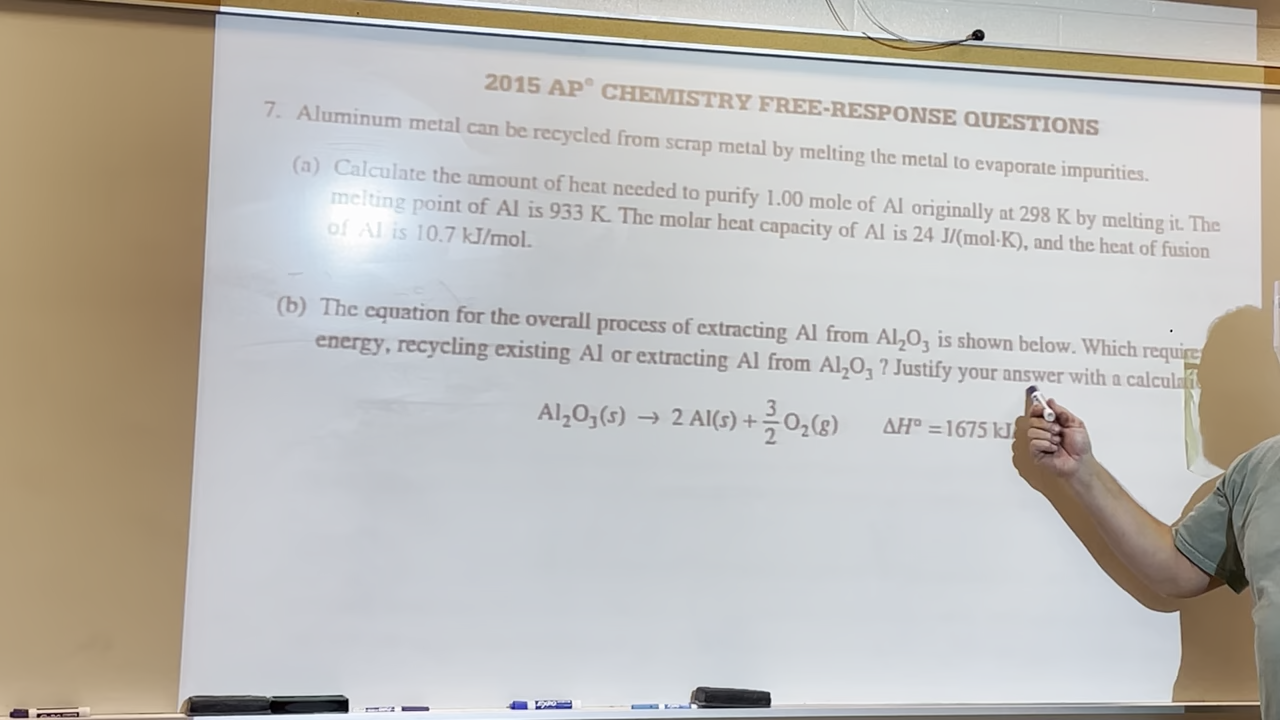 2015 AP® CHEMISTRY FREE-RESPONSE QUESTIONS
7. Aluminum metal can be recycled from scrap metal by melting the metal to evaporate impurities.
(a) Calculate the amount of heat needed to purify 1.00 mole of Al originally at 298 K by melting it. The
melting point of Al is 933 K. The molar heat capacity of Al is 24 J/(mol·K), and the heat of fusion
of Al is 10.7 kJ/mol.
(b) The equation for the overall process of extracting Al from Al₂O₃ is shown below. Which
energy, recycling existing Al or extracting Al from Al₂O₃ ? Justify your answer with a
Al₂O₃(s) → 2 Al(s) + 3/2 O₂(g) ΔH° = 1675 kJ